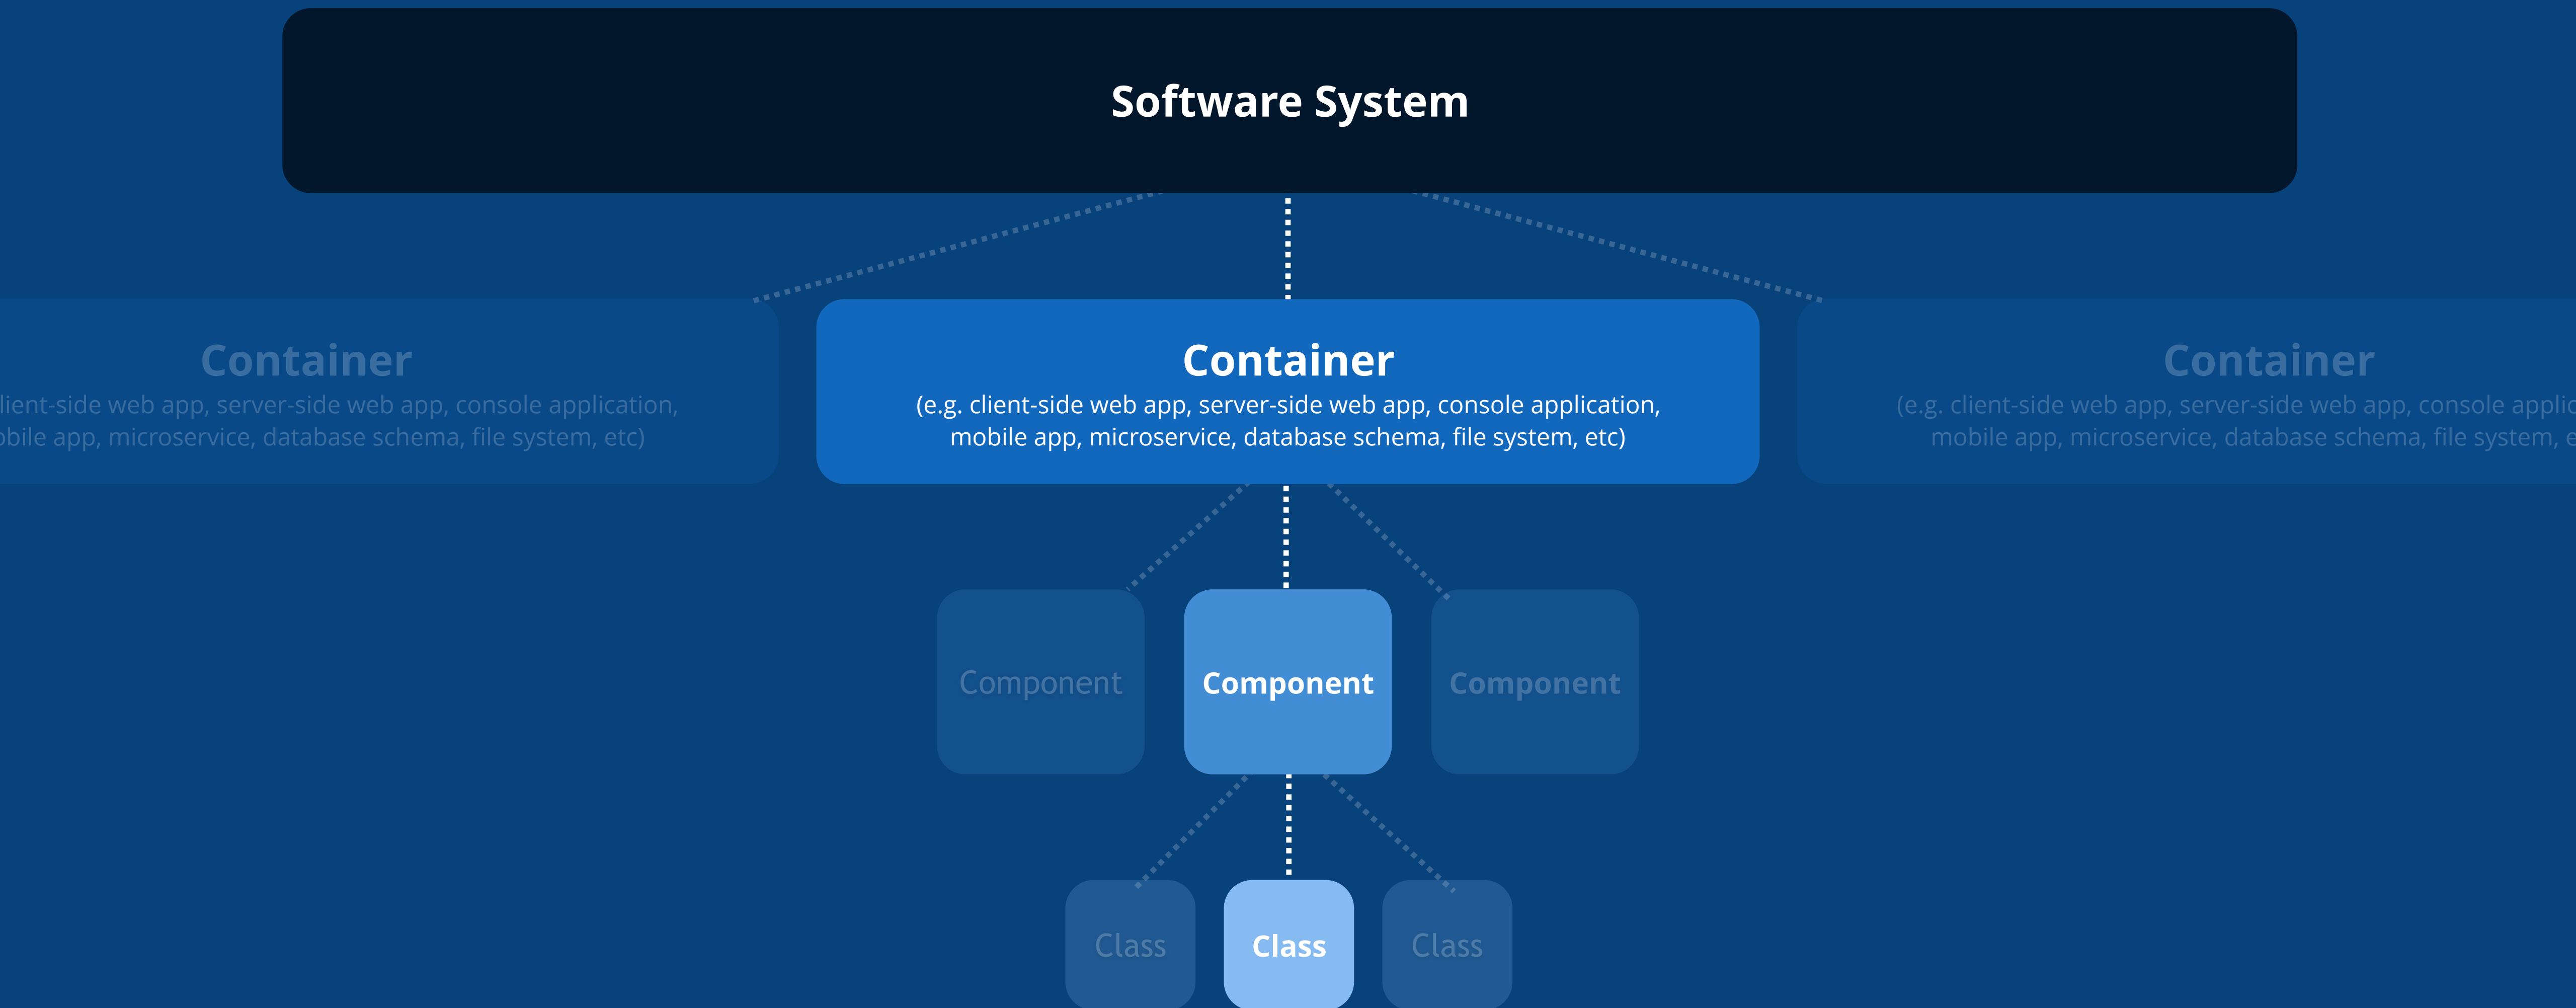 Software System
Container
lient-side web app, server-side web app, console application,
obile app, microservice, database schema, file system, etc)
Container
(e.g. client-side web app, server-side web app, console application,
mobile app, microservice, database schema, file system, etc)
Container
(e.g. client-side web app, server-side web app, console applic
mobile app, microservice, database schema, file system, e
Component
Component
Component
Class
Class
Class